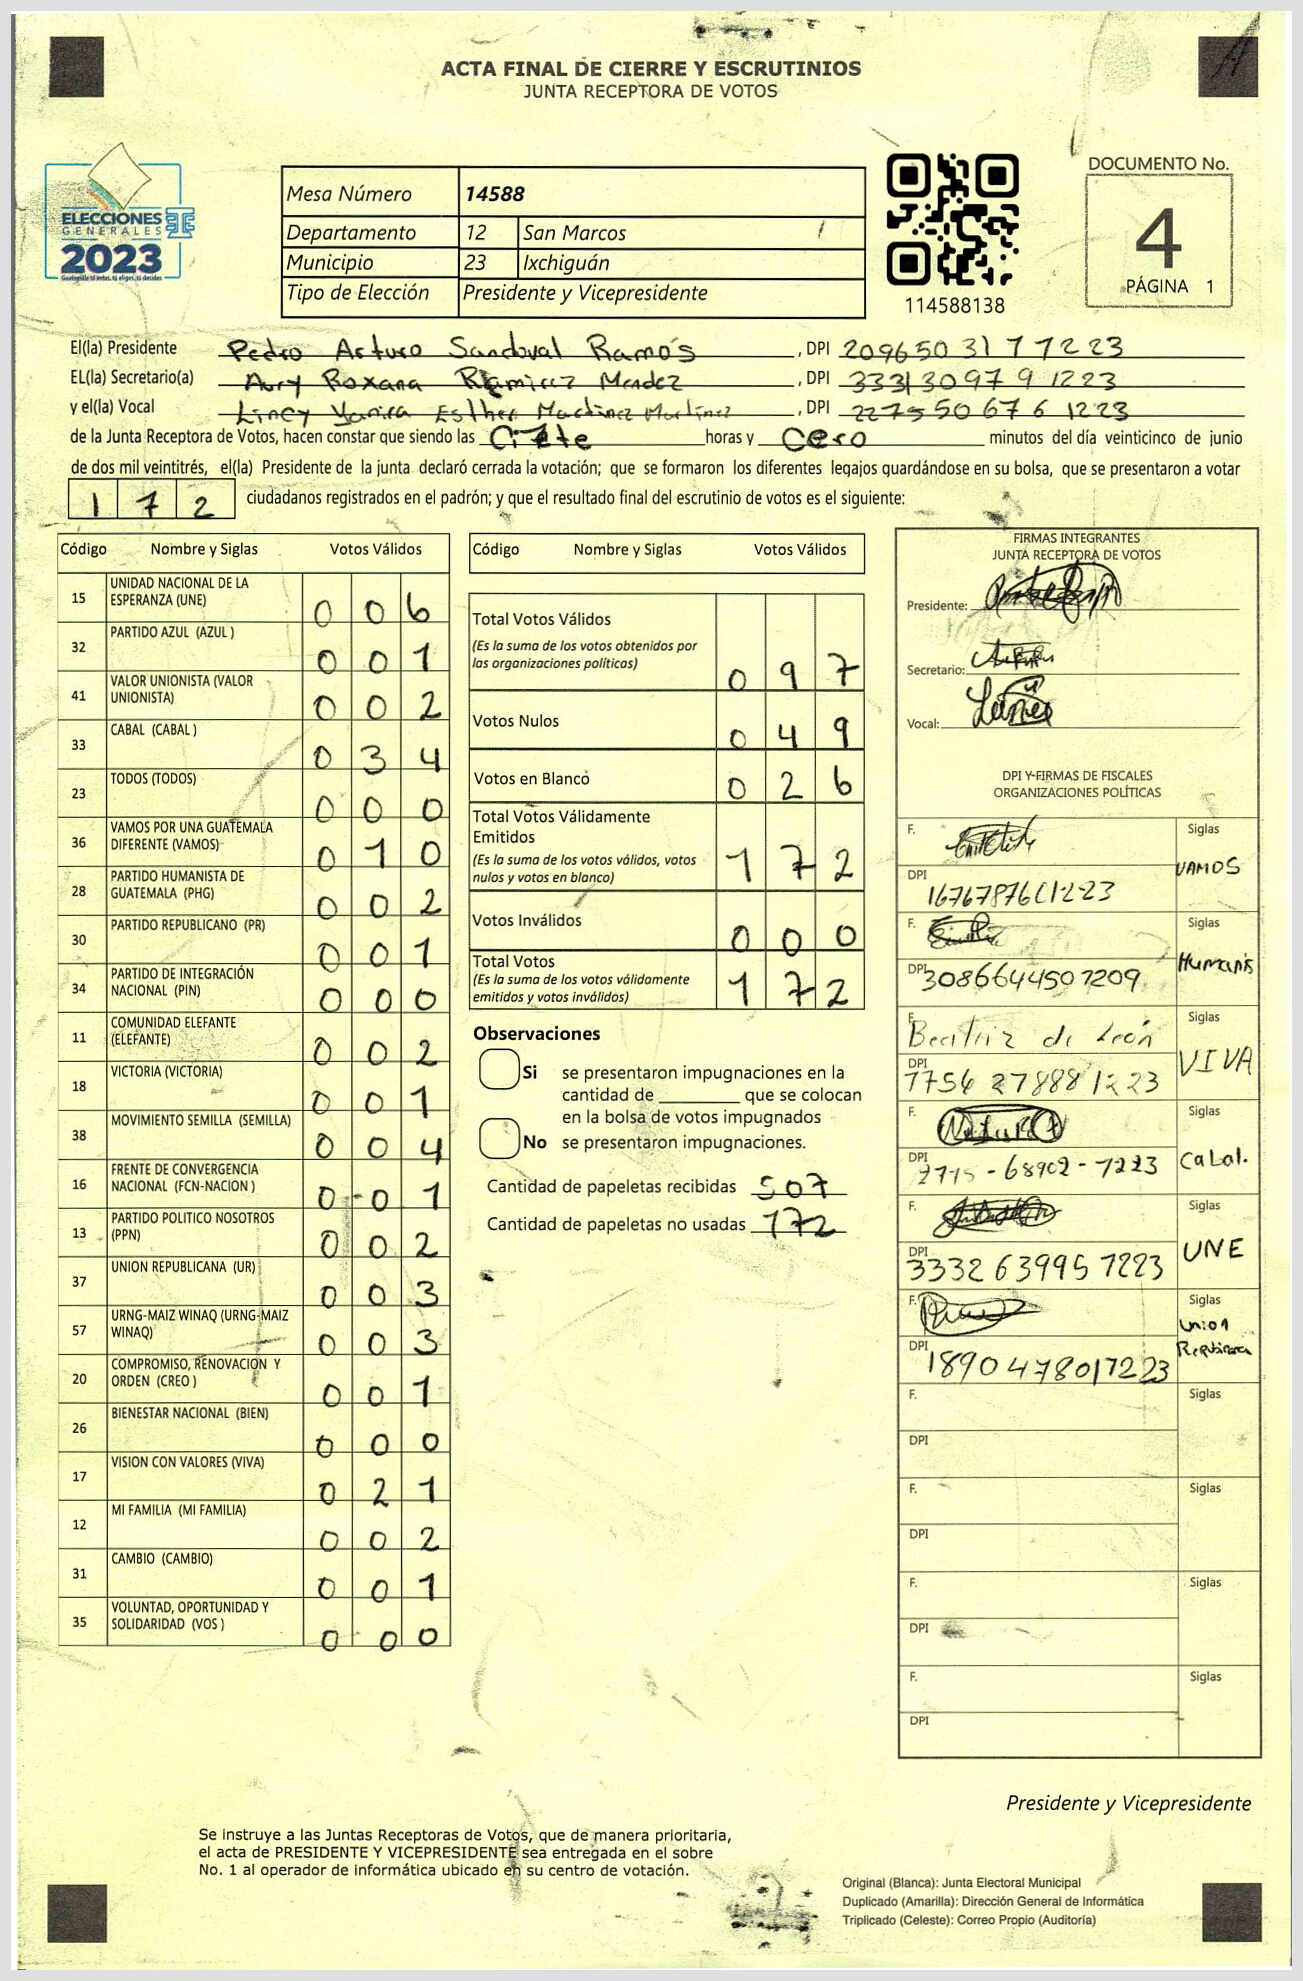 ACTA FINAL DE CIERRE Y ESCRUTINIOS
JUNTA RECEPTORA DE VOTOS
ELECCIONES
GENERALES
2023
Mesa Número 14588
Departamento 12 San Marcos
Municipio 23 Ixchiguán
Tipo de Elección Presidente y Vicepresidente
114588138
DOCUMENTO No.
4
PÁGINA 1
El(la) Presidente Pedro Arturo Sandoval Ramos, DPI 2096503171223
EL(la) Secretario(a) Aury Roxana Ramirez Mendez, DPI 3331309791223
y el(la) Vocal Lincy Yanira Esther Martinez Martinez, DPI 2275506761223
de la Junta Receptora de Votos, hacen constar que siendo las Ciete horas y Cero minutos del día veinticinco de junio
de dos mil veintitrés, el(la) Presidente de la junta declaró cerrada la votación; que se formaron los diferentes legajos guardándose en su bolsa, que se presentaron a votar
172 ciudadanos registrados en el padrón; y que el resultado final del escrutinio de votos es el siguiente:
Código Nombre y Siglas Votos Válidos
15 UNIDAD NACIONAL DE LA ESPERANZA (UNE) 0 0 6
32 PARTIDO AZUL (AZUL ) 0 0 1
41 VALOR UNIONISTA (VALOR UNIONISTA) 0 0 2
33 CABAL (CABAL ) 0 3 4
23 TODOS (TODOS) 0 0 0
36 VAMOS POR UNA GUATEMALA DIFERENTE (VAMOS) 0 1 0
28 PARTIDO HUMANISTA DE GUATEMALA (PHG) 0 0 2
30 PARTIDO REPUBLICANO (PR) 0 0 1
34 PARTIDO DE INTEGRACIÓN NACIONAL (PIN) 0 0 0
11 COMUNIDAD ELEFANTE (ELEFANTE) 0 0 2
18 VICTORIA (VICTORIA) 0 0 1
38 MOVIMIENTO SEMILLA (SEMILLA) 0 0 4
16 FRENTE DE CONVERGENCIA NACIONAL (FCN-NACION ) 0 0 1
13 PARTIDO POLITICO NOSOTROS (PPN) 0 0 2
37 UNION REPUBLICANA (UR) 0 0 3
57 URNG-MAIZ WINAQ (URNG-MAIZ WINAQ) 0 0 3
20 COMPROMISO, RENOVACION Y ORDEN (CREO ) 0 0 1
26 BIENESTAR NACIONAL (BIEN) 0 0 0
17 VISION CON VALORES (VIVA) 0 2 1
12 MI FAMILIA (MI FAMILIA) 0 0 2
31 CAMBIO (CAMBIO) 0 0 1
35 VOLUNTAD, OPORTUNIDAD Y SOLIDARIDAD (VOS ) 0 0 0
Código Nombre y Siglas Votos Válidos
Total Votos Válidos 0 9 7
(Es la suma de los votos obtenidos por
las organizaciones políticas)
Votos Nulos 0 4 9
Votos en Blanco 0 2 6
Total Votos Válidamente
Emitidos 1 7 2
(Es la suma de los votos válidos, votos
nulos y votos en blanco)
Votos Inválidos 0 0 0
Total Votos 1 7 2
(Es la suma de los votos válidamente
emitidos y votos inválidos)
Observaciones
Si se presentaron impugnaciones en la
cantidad de ________ que se colocan
en la bolsa de votos impugnados
No se presentaron impugnaciones.
Cantidad de papeletas recibidas 507
Cantidad de papeletas no usadas 172
FIRMAS INTEGRANTES
JUNTA RECEPTORA DE VOTOS
Presidente:
Secretario:
Vocal:
DPI Y FIRMAS DE FISCALES
ORGANIZACIONES POLÍTICAS
F. Siglas VAMOS
DPI 1676787601223
F. Siglas Humanis
DPI 3086644501209
F. Beatriz de León Siglas VIVA
DPI 1754 27888 1223
F. Siglas Cabal.
DPI 2715-68902-1223
F. Siglas UNE
DPI 3332 63995 1223
F. Siglas Union
DPI 1890478011223
F. Siglas
DPI
F. Siglas
DPI
F. Siglas
DPI
F. Siglas
DPI
Presidente y Vicepresidente
Se instruye a las Juntas Receptoras de Votos, que de manera prioritaria,
el acta de PRESIDENTE Y VICEPRESIDENTE sea entregada en el sobre
No. 1 al operador de informática ubicado en su centro de votación.
Original (Blanca): Junta Electoral Municipal
Duplicado (Amarilla): Dirección General de Informática
Triplicado (Celeste): Correo Propio (Auditoría)